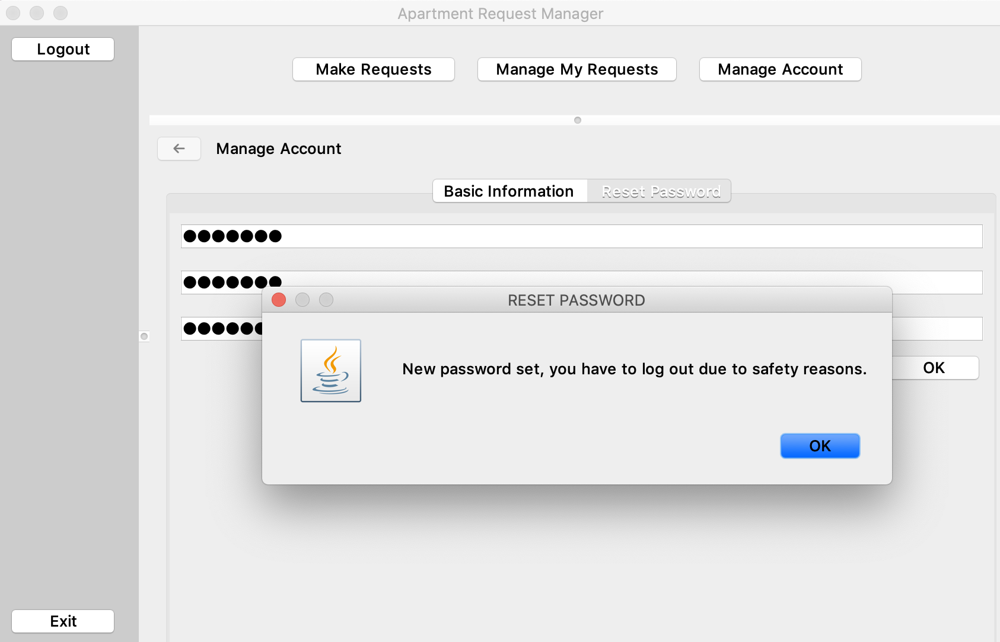 Apartment Request Manager
Logout
Make Requests
Manage My Requests
Manage Account
Manage Account
Basic Information
Reset Password
RESET PASSWORD
New password set, you have to log out due to safety reasons.
OK
OK
Exit